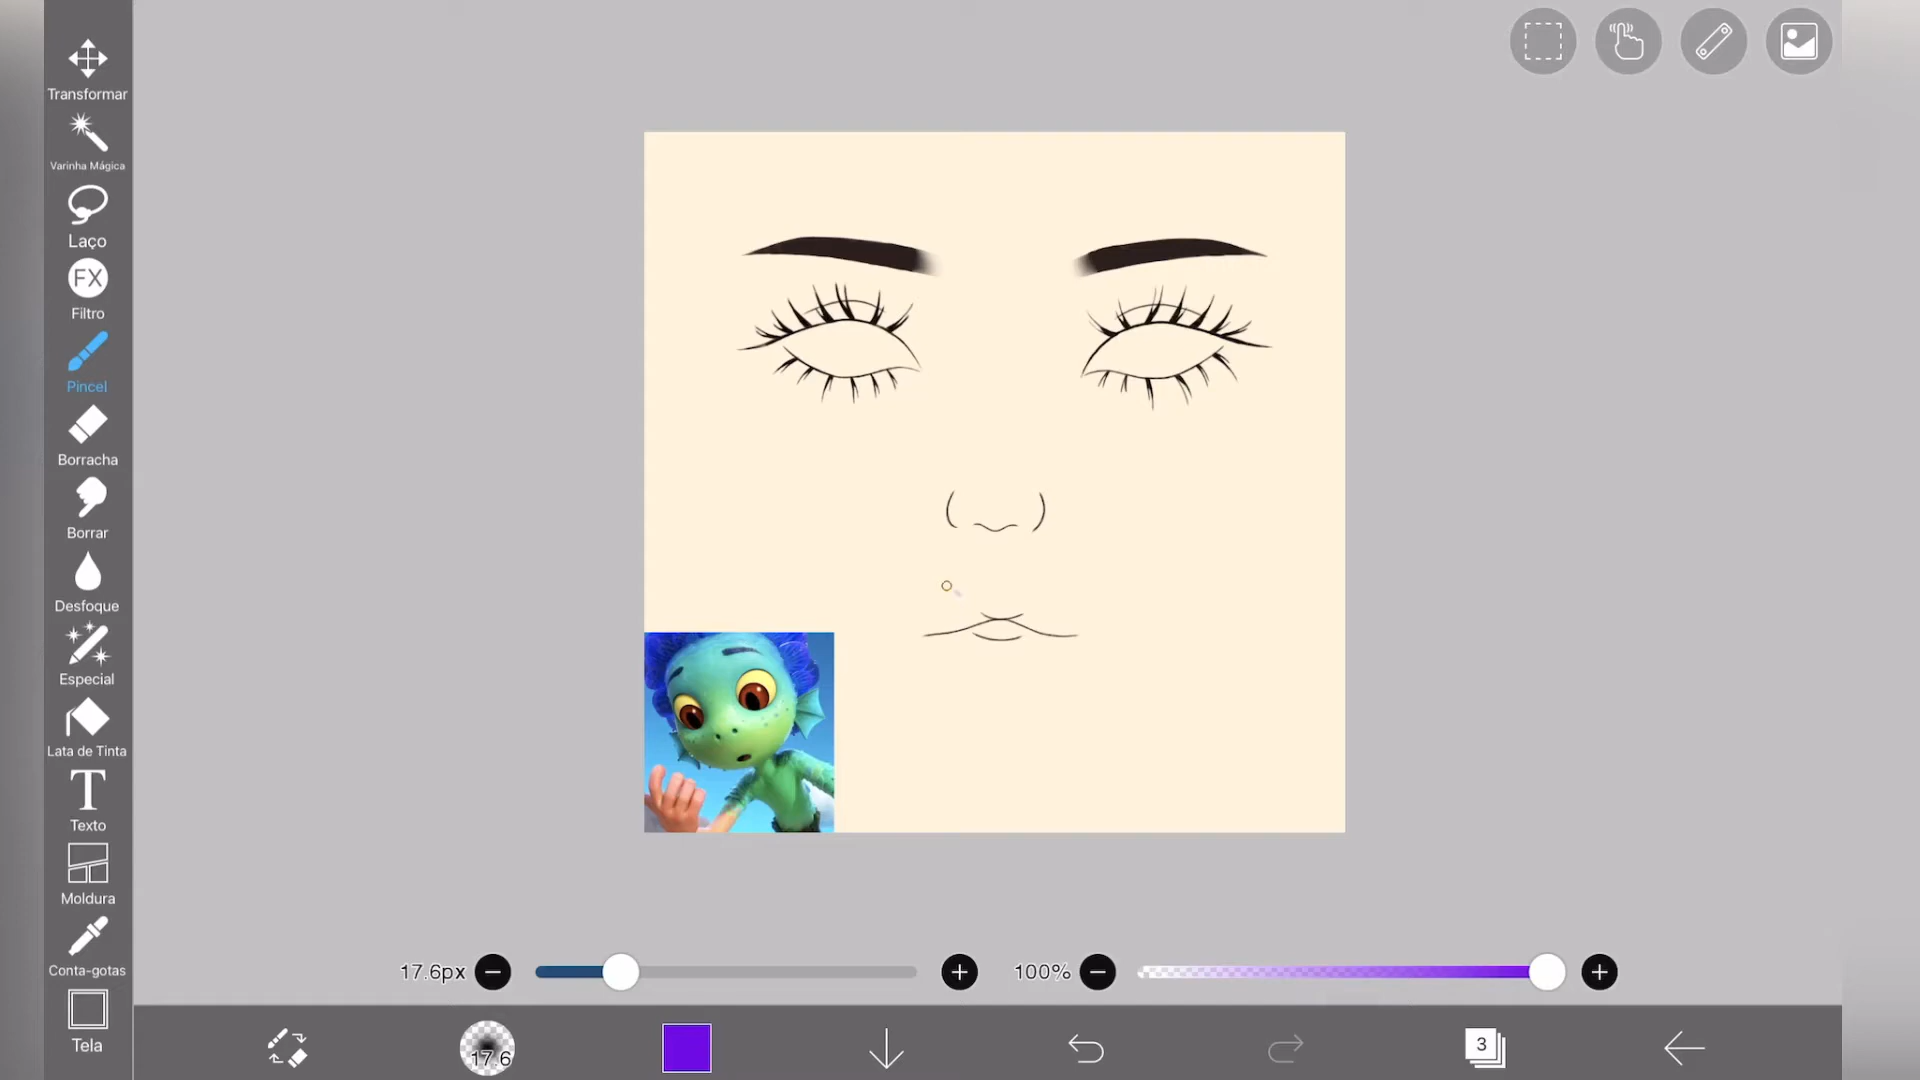 Transformar
Varinha Mágica
Laço
FX
Filtro
Pincel
Borracha
Borrar
Desfoque
Especial
Lata de Tinta
T
Texto
Moldura
Conta-gotas
Tela
17.6px
100%
17.6
3